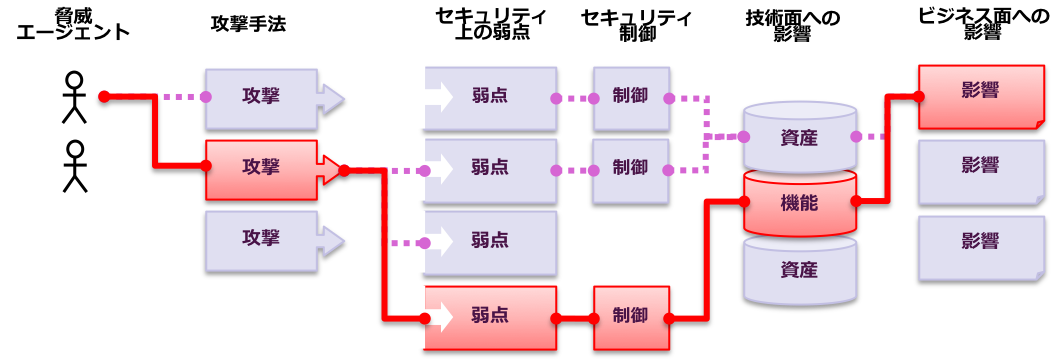 脅威
エージェント
攻撃手法
セキュリティ
上の弱点
セキュリティ
制御
技術面への
影響
ビジネス面への
影響
攻撃
弱点
制御
影響
資産
攻撃
弱点
制御
影響
機能
攻撃
弱点
影響
資産
弱点
制御